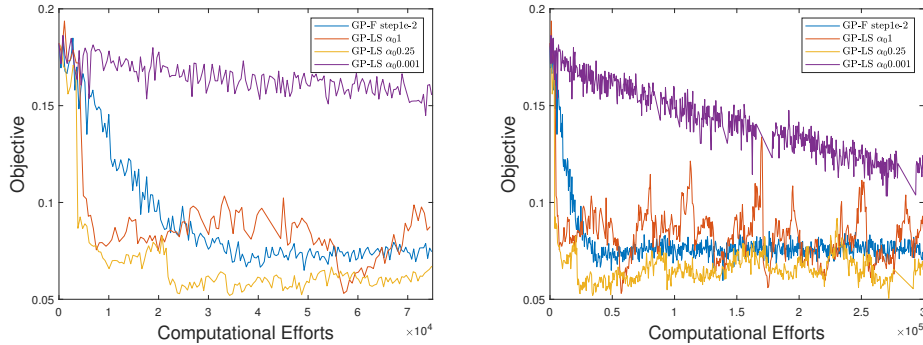 0.2
0.15
0.1
0.05
Objective
0 1 2 3 4 5 6 7
×10⁴
Computational Efforts
GP-F step1e-2
GP-LS α₀1
GP-LS α₀0.25
GP-LS α₀0.001
0.2
0.15
0.1
0.05
Objective
0 0.5 1 1.5 2 2.5
×10⁵
Computational Efforts
GP-F step1e-2
GP-LS α₀1
GP-LS α₀0.25
GP-LS α₀0.001